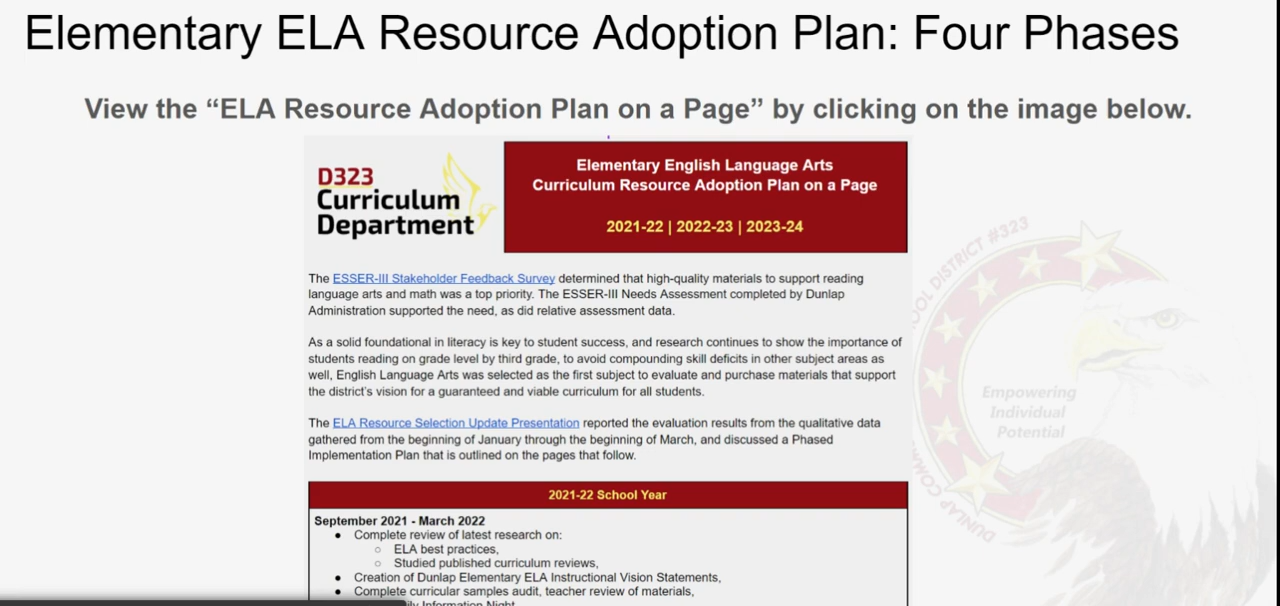 Elementary ELA Resource Adoption Plan: Four Phases
View the “ELA Resource Adoption Plan on a Page” by clicking on the image below.
D323
Curriculum
Department
Elementary English Language Arts
Curriculum Resource Adoption Plan on a Page
2021-22 | 2022-23 | 2023-24
The ESSER-III Stakeholder Feedback Survey determined that high-quality materials to support reading
language arts and math was a top priority. The ESSER-III Needs Assessment completed by Dunlap
Administration supported the need, as did relative assessment data.
As a solid foundational in literacy is key to student success, and research continues to show the importance of
students reading on grade level by third grade, to avoid compounding skill deficits in other subject areas as
well, English Language Arts was selected as the first subject to evaluate and purchase materials that support
the district’s vision for a guaranteed and viable curriculum for all students.
The ELA Resource Selection Update Presentation reported the evaluation results from the qualitative data
gathered from the beginning of January through the beginning of March, and discussed a Phased
Implementation Plan that is outlined on the pages that follow.
2021-22 School Year
September 2021 - March 2022
● Complete review of latest research on:
○ ELA best practices,
○ Studied published curriculum reviews,
● Creation of Dunlap Elementary ELA Instructional Vision Statements,
● Complete curricular samples audit, teacher review of materials,
Information Night
DISTRICT #323
DUNLAP
Empowering
Individual
Potential